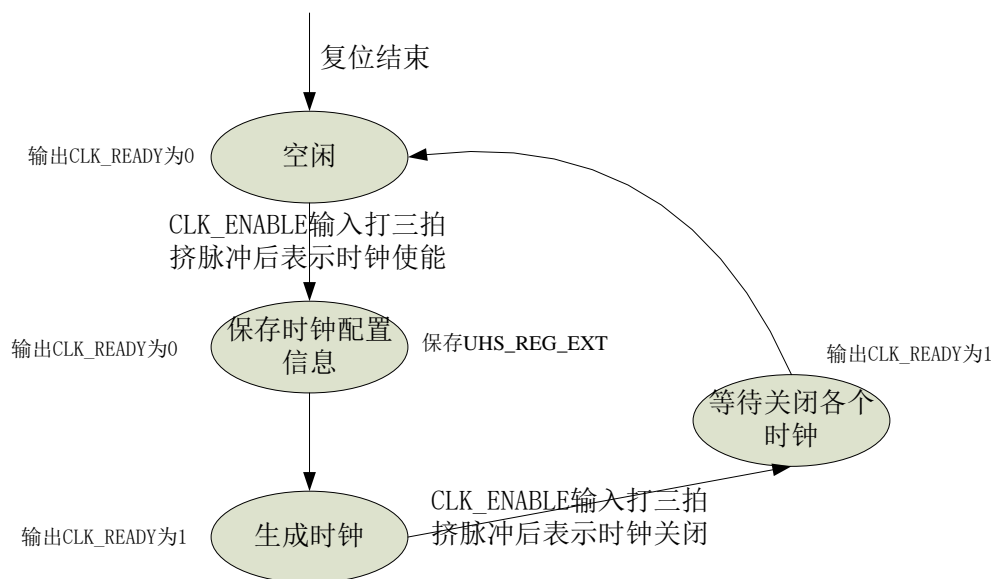 复位结束
输出CLK_READY为0
空闲
CLK_ENABLE输入打三拍
挤脉冲后表示时钟使能
输出CLK_READY为0
保存时钟配置
信息
保存UHS_REG_EXT
输出CLK_READY为1
等待关闭各个
时钟
CLK_ENABLE输入打三拍
挤脉冲后表示时钟关闭
输出CLK_READY为1
生成时钟